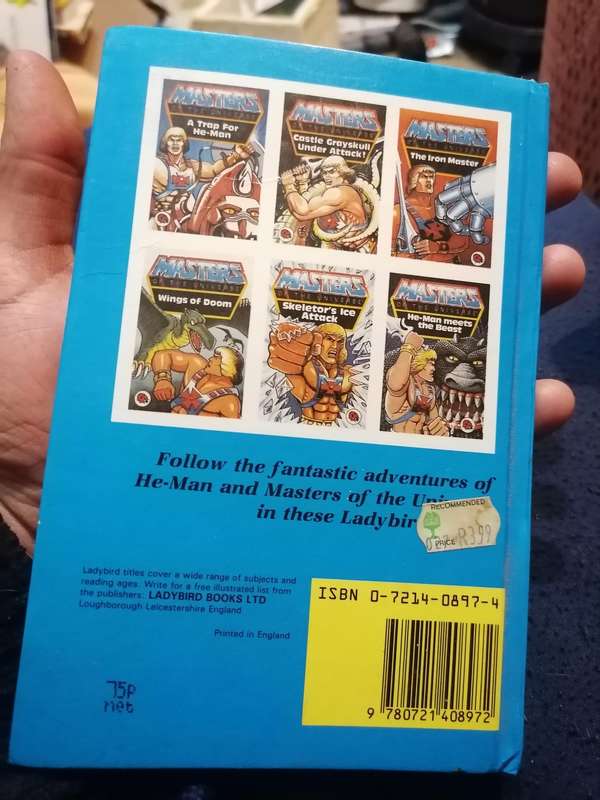 MASTERS
OF THE UNIVERSE
A Trap For
He-Man
MASTERS
OF THE UNIVERSE
Castle Grayskull
Under Attack!
MASTERS
OF THE UNIVERSE
The Iron Master
MASTERS
OF THE UNIVERSE
Wings of Doom
MASTERS
OF THE UNIVERSE
Skeletor's Ice
Attack
MASTERS
OF THE UNIVERSE
He-Man meets
the Beast
Follow the fantastic adventures of
He-Man and Masters of the
in these
RECOMMENDED
PRICE R3.99
Ladybird titles cover a wide range of subjects and
reading ages. Write for a free illustrated list from
the publishers: LADYBIRD BOOKS LTD
Loughborough Leicestershire England
Printed in England
75p
net
ISBN 0-7214-0897-4
9 780721 408972